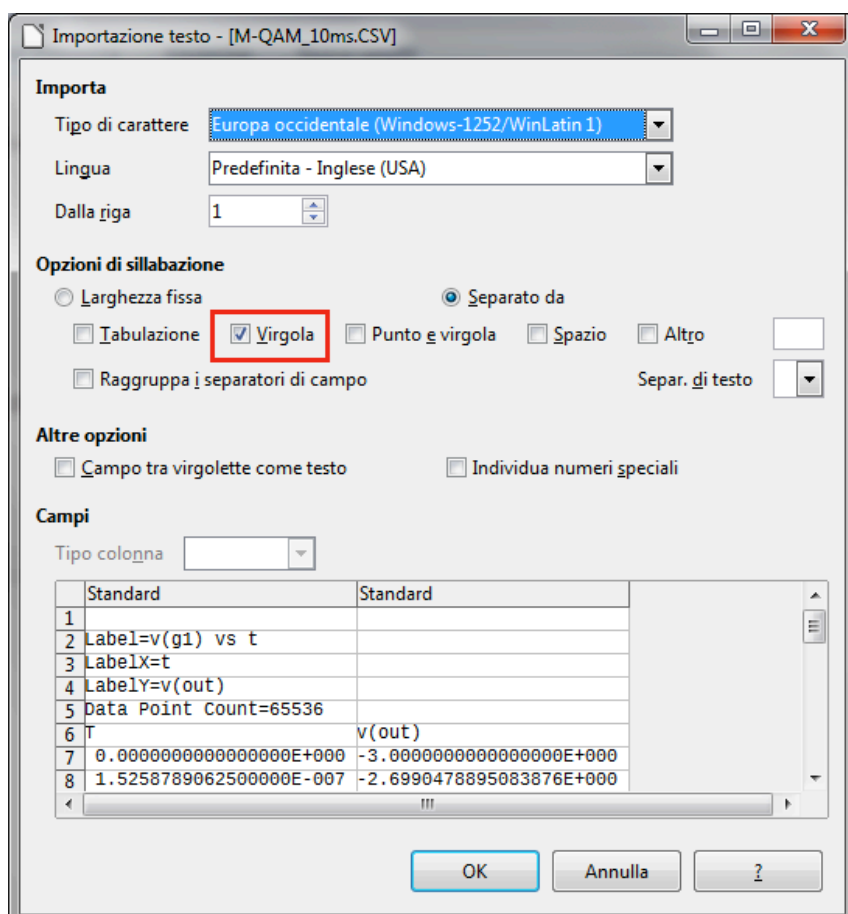 Importazione testo - [M-QAM_10ms.CSV]
Importa
Tipo di carattere Europa occidentale (Windows-1252/WinLatin 1)
Lingua Predefinita - Inglese (USA)
Dalla riga 1
Opzioni di sillabazione
Larghezza fissa Separato da
Tabulazione Virgola Punto e virgola Spazio Altro
Raggruppa i separatori di campo Separ. di testo
Altre opzioni
Campo tra virgolette come testo Individua numeri speciali
Campi
Tipo colonna
Standard Standard
1
2 Label=v(g1) vs t
3 LabelX=t
4 LabelY=v(out)
5 Data Point Count=65536
6 T v(out)
7 0.0000000000000000E+000 -3.0000000000000000E+000
8 1.5258789062500000E-007 -2.6990478895083876E+000
OK Annulla ?